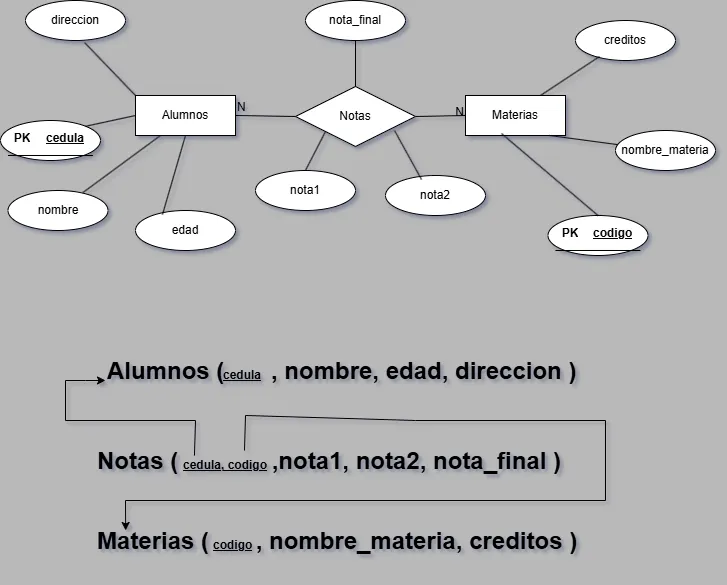 direccion
nota_final
creditos
Alumnos
N
Notas
N
Materias
PK cedula
nombre_materia
nota1
nota2
nombre
edad
PK codigo
Alumnos (cedula , nombre, edad, direccion )
Notas ( cedula, codigo ,nota1, nota2, nota_final )
Materias ( codigo , nombre_materia, creditos )